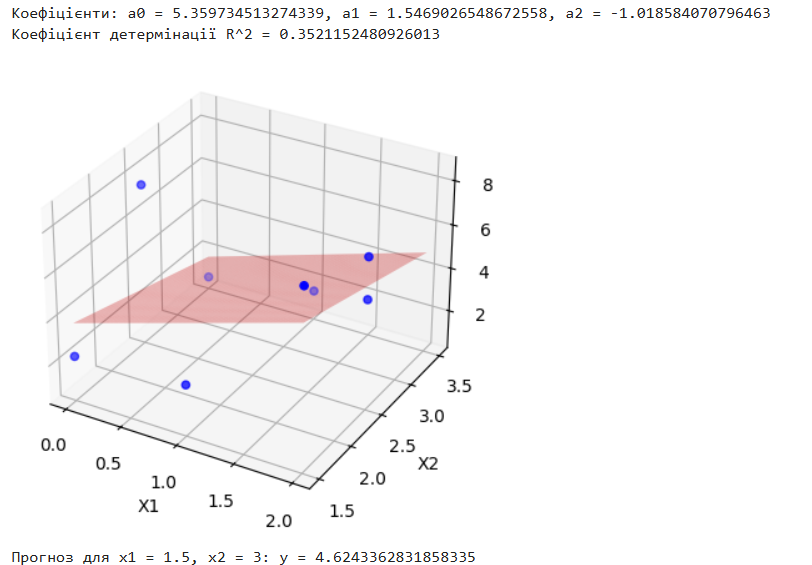 Коефіцієнти: a0 = 5.359734513274339, a1 = 1.5469026548672558, a2 = -1.018584070796463
Коефіцієнт детермінації R^2 = 0.3521152480926013
8
6
4
2
3.5
3.0
2.5
2.0
1.5
X2
0.0
0.5
1.0
1.5
2.0
X1
Прогноз для x1 = 1.5, x2 = 3: y = 4.6243362831858335